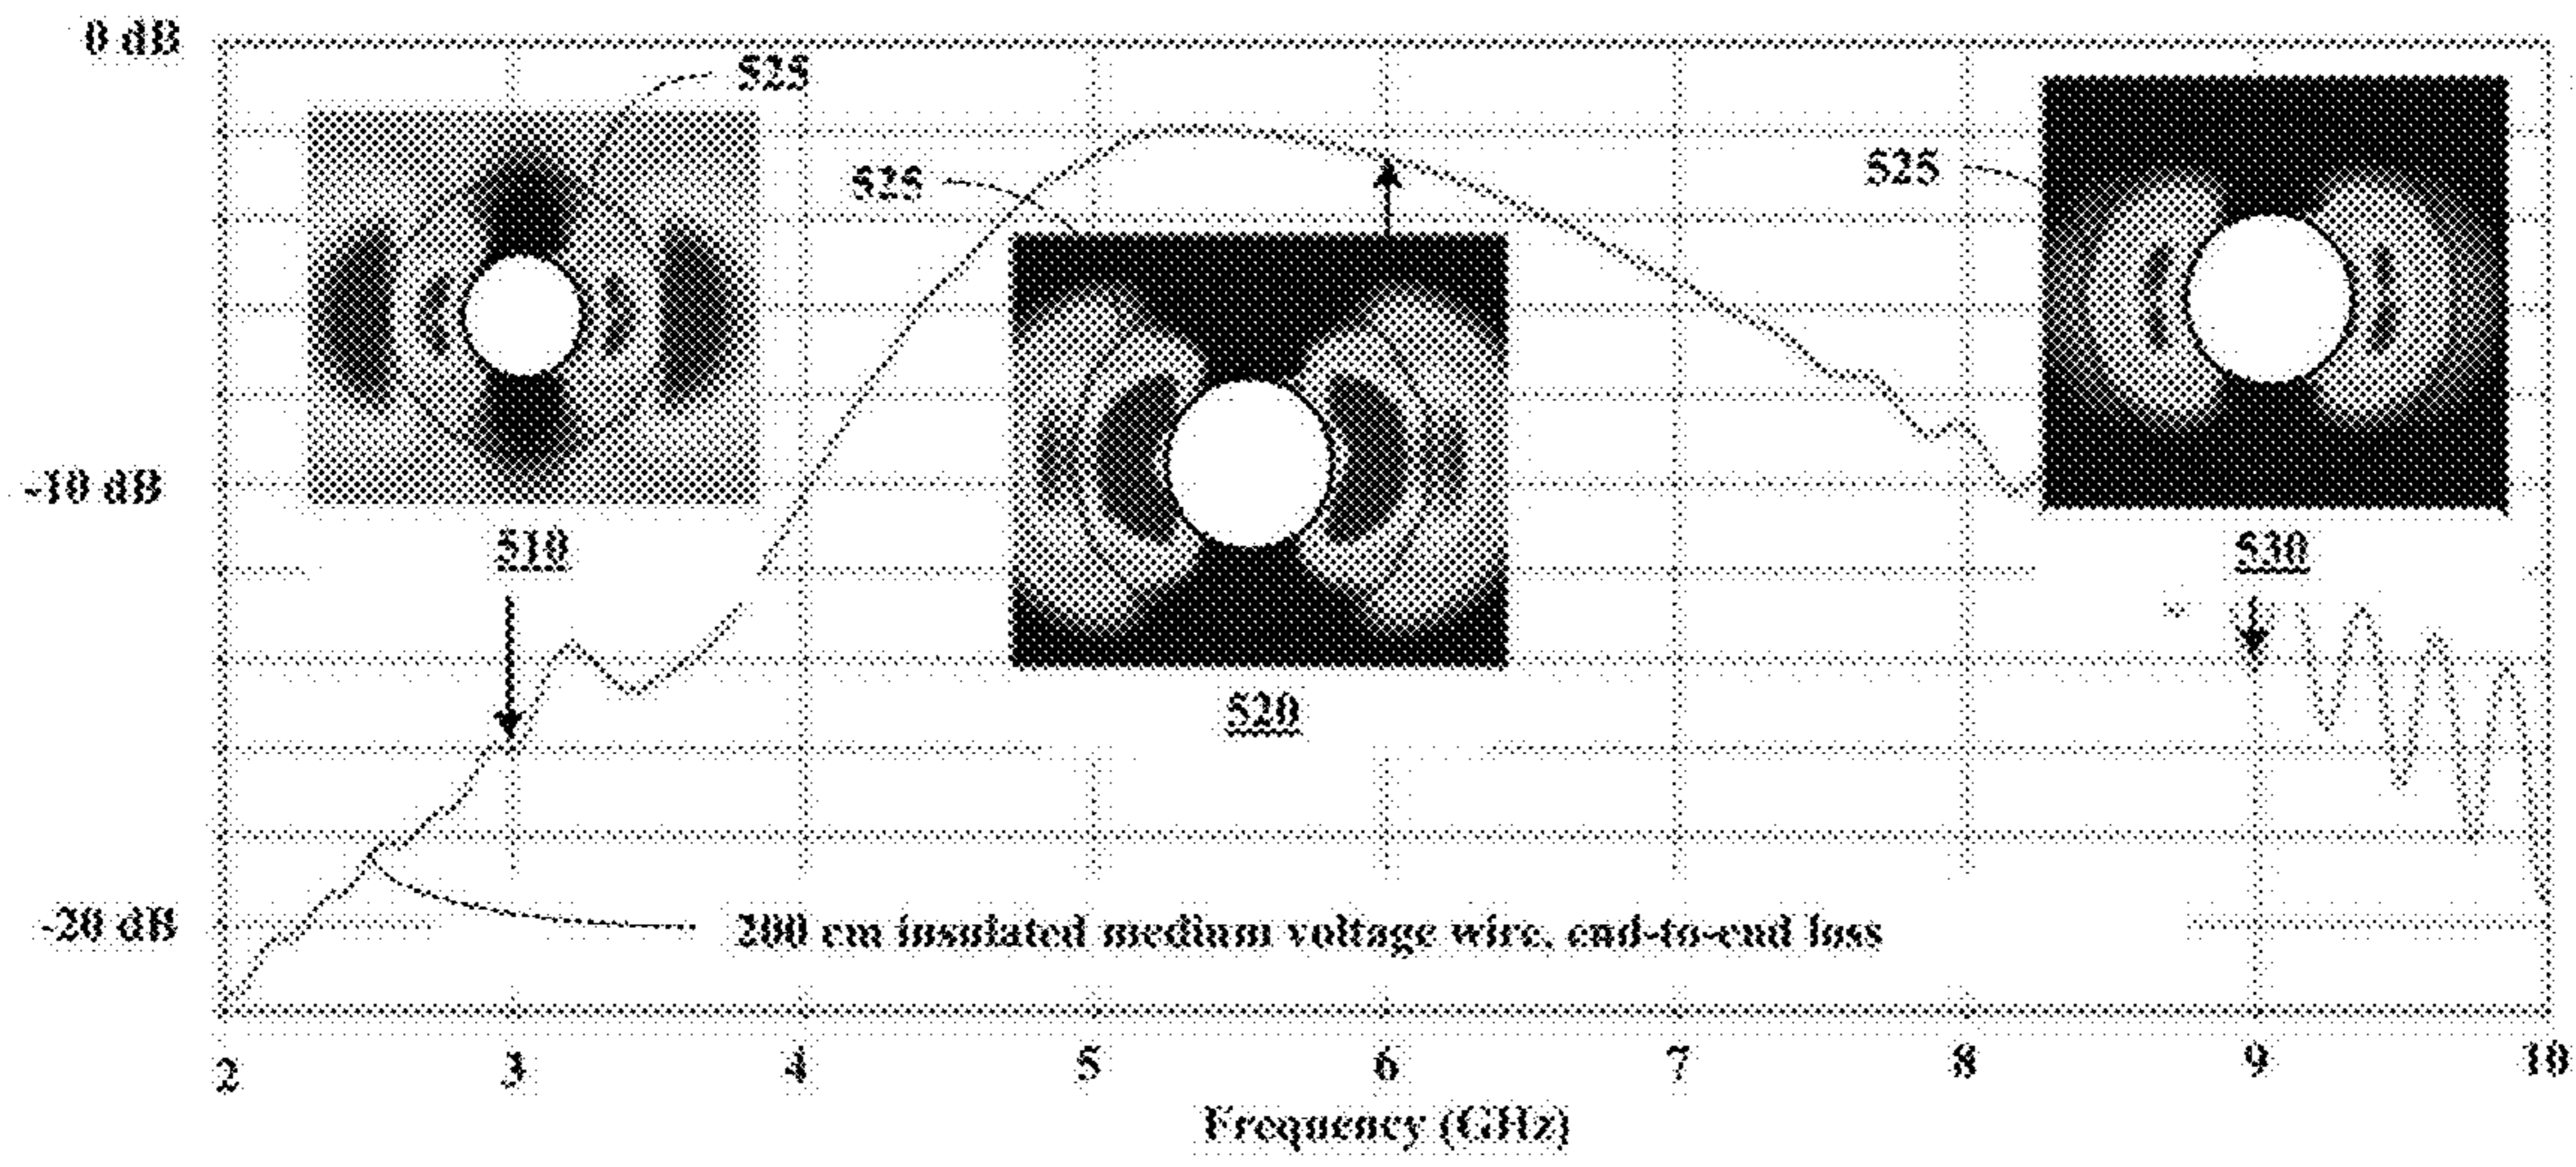 0 dB
525
525
525
-10 dB
510
530
520
-20 dB
200 cm insulated medium voltage wire, end-to-end loss
2 3 4 5 6 7 8 9 10
Frequency (GHz)